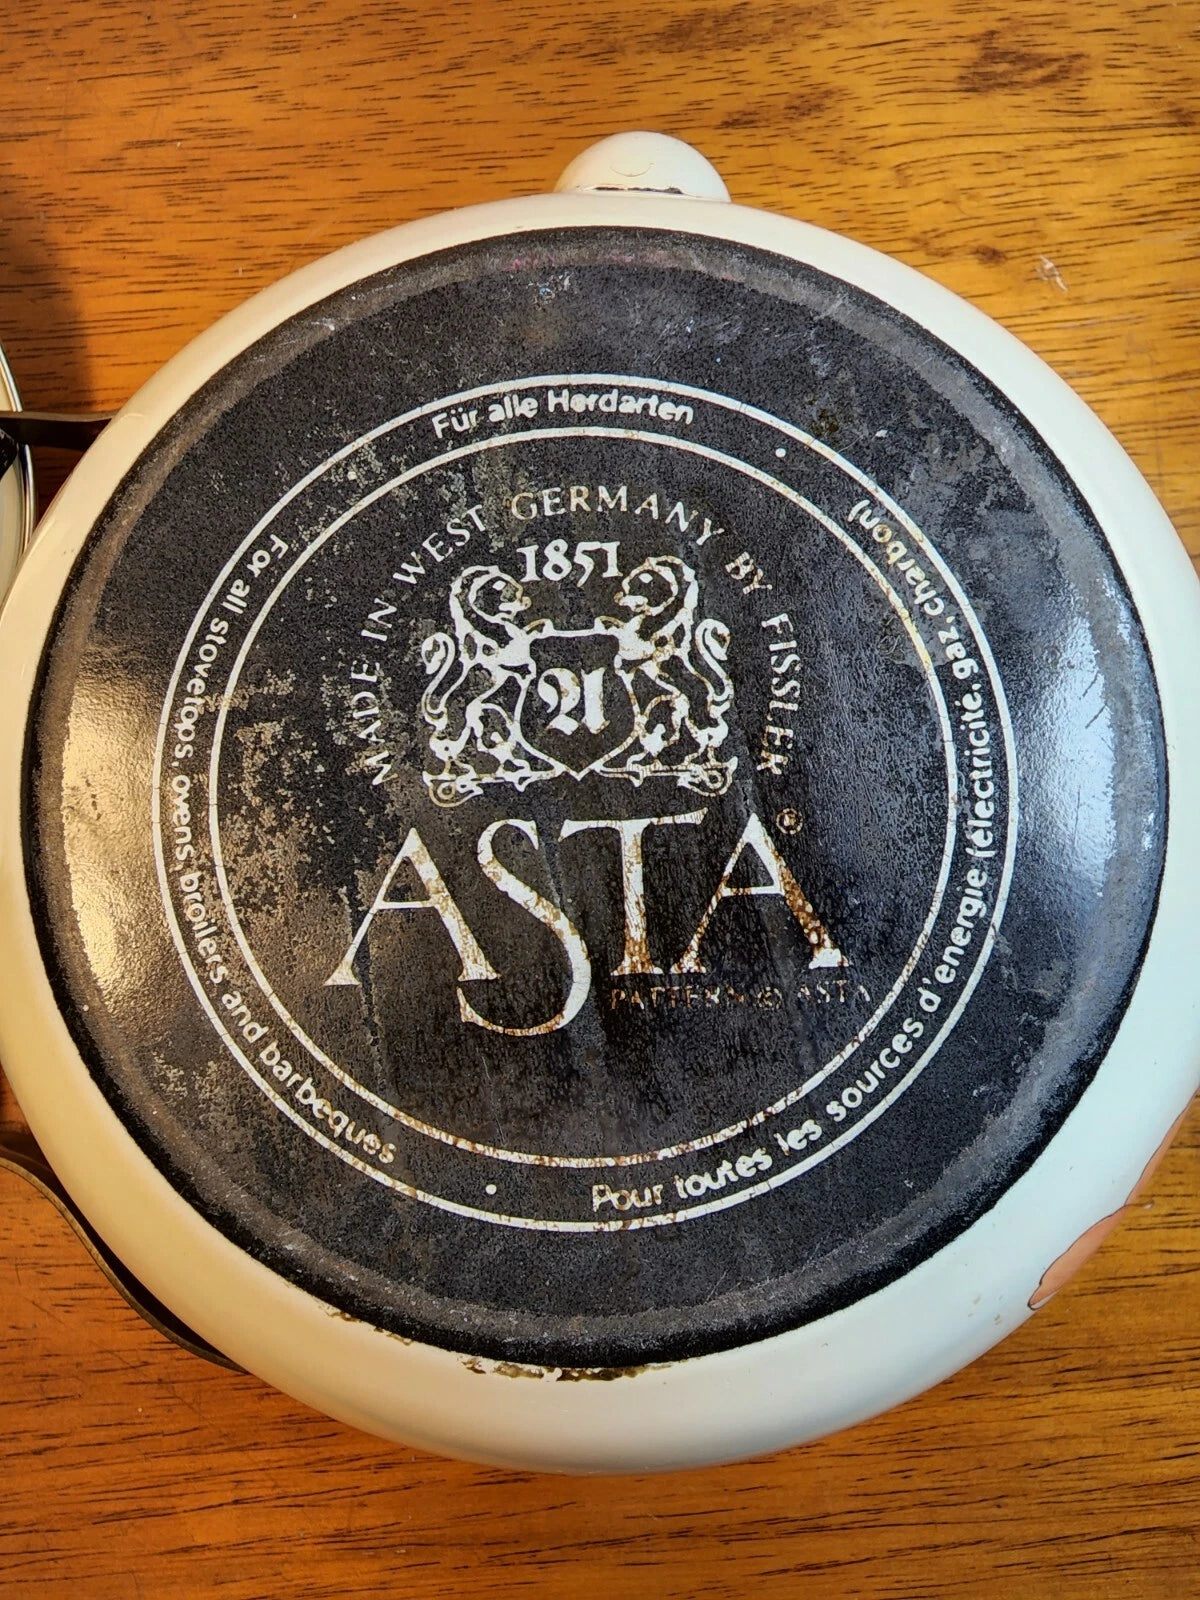 Für alle Herdarten
For all stovetops, ovens, broilers and barbeques
Pour toutes les sources d'energie (électricité, gaz, charbon)
MADE IN WEST GERMANY BY FISSLER
1851
A
ASTA ®
PATTERN © ASTA